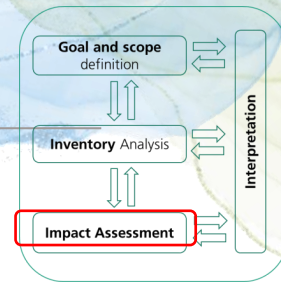 Goal and scope
definition
Inventory Analysis
Impact Assessment
Interpretation